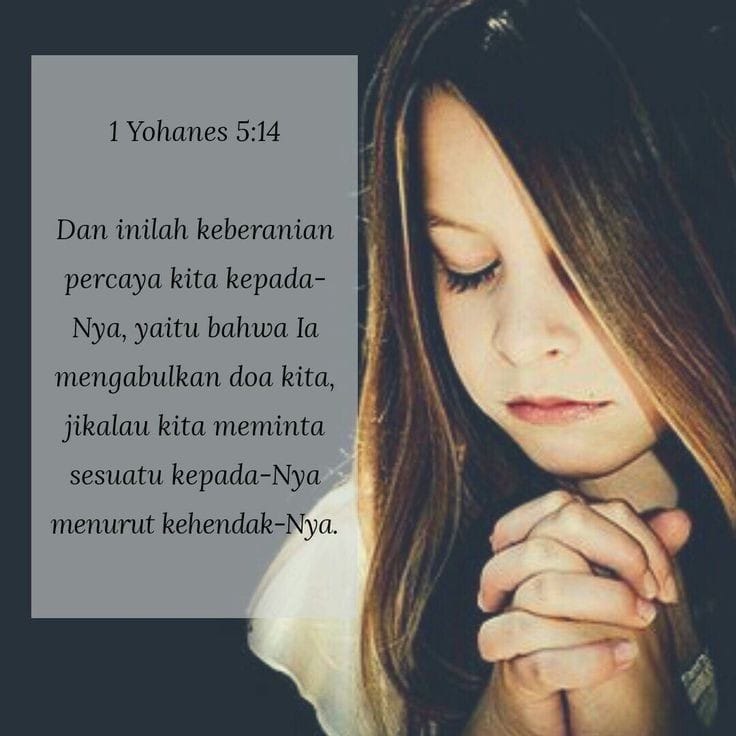 1 Yohanes 5:14
Dan inilah keberanian
percaya kita kepada-
Nya, yaitu bahwa Ia
mengabulkan doa kita,
jikalau kita meminta
sesuatu kepada-Nya
menurut kehendak-Nya.